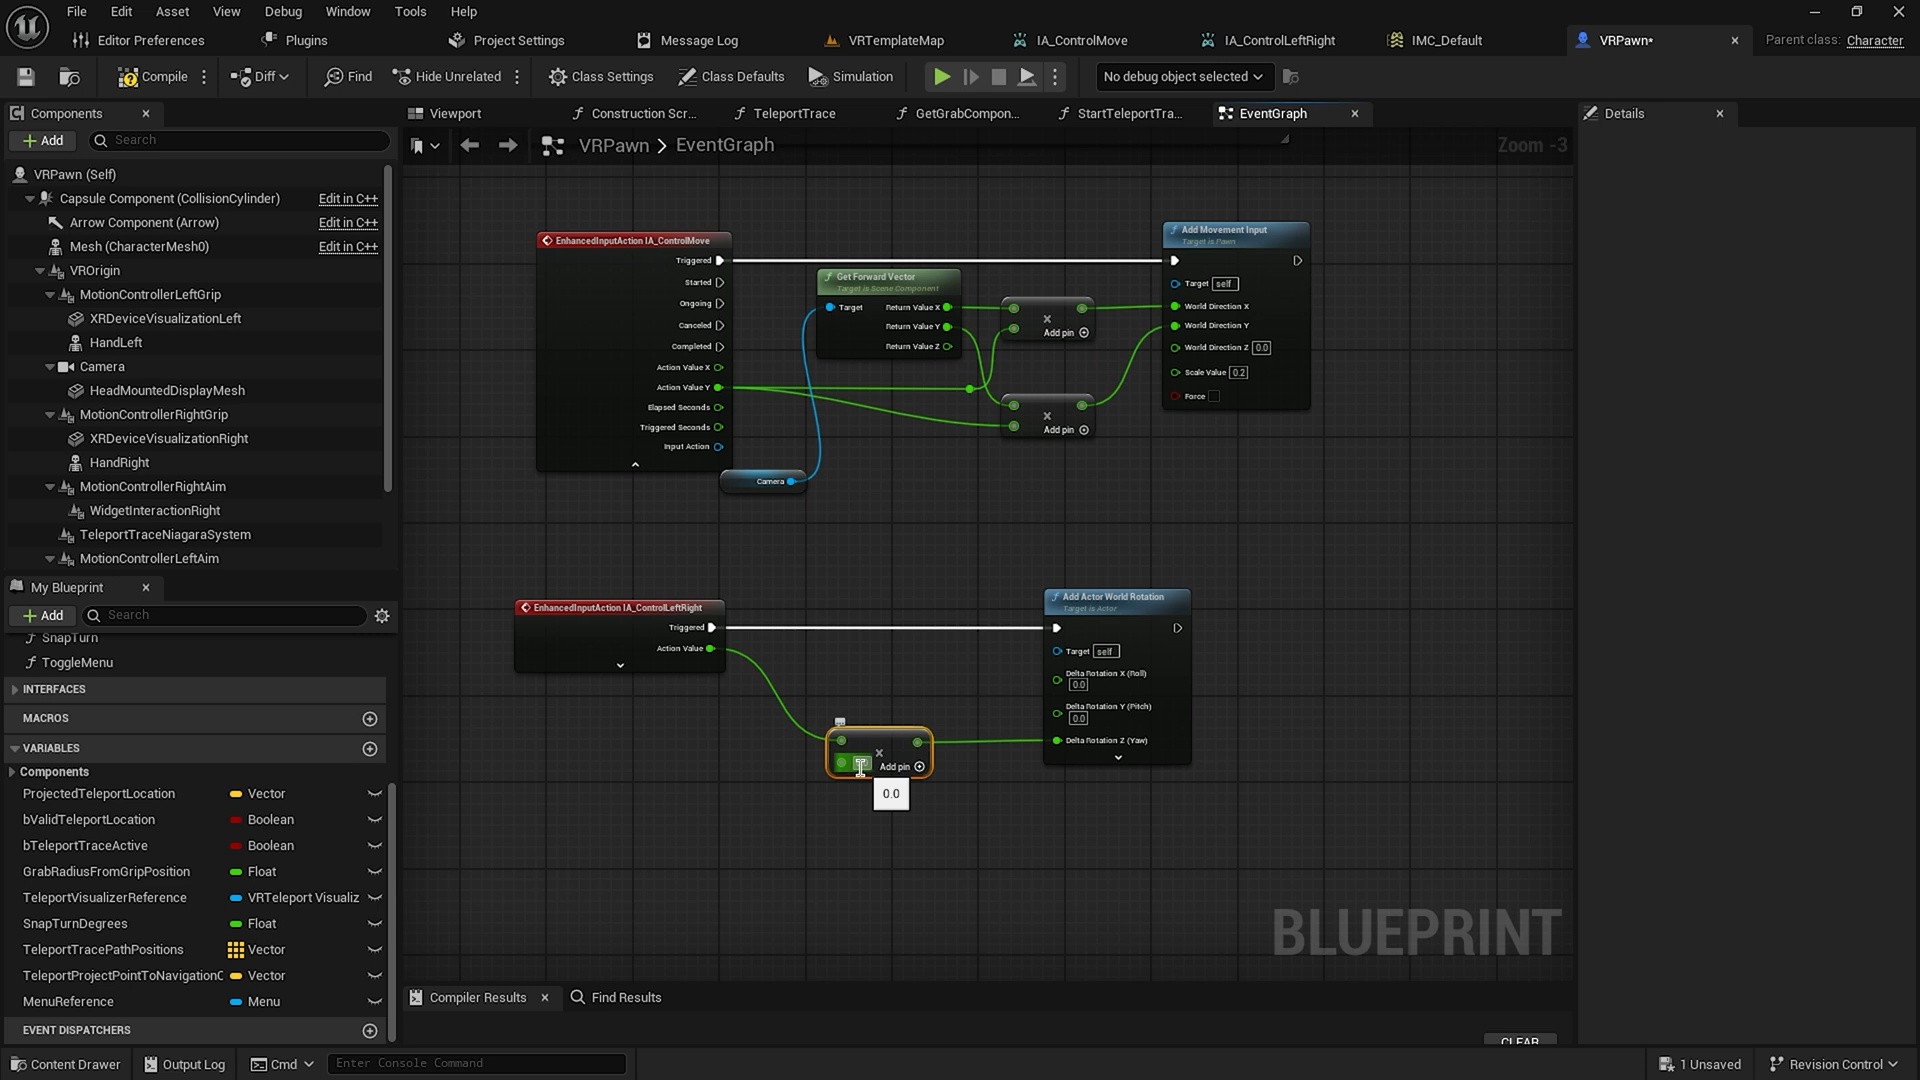 File Edit Asset View Debug Window Tools Help
Editor Preferences Plugins Project Settings Message Log VRTemplateMap IA_ControlMove IA_ControlLeftRight IMC_Default VRPawn* Parent class: Character
Compile Diff Find Hide Unrelated Class Settings Class Defaults Simulation No debug object selected
Components
Add Search
VRPawn (Self)
Capsule Component (CollisionCylinder) Edit in C++
Arrow Component (Arrow) Edit in C++
Mesh (CharacterMesh0) Edit in C++
VROrigin
MotionControllerLeftGrip
XRDeviceVisualizationLeft
HandLeft
Camera
HeadMountedDisplayMesh
MotionControllerRightGrip
XRDeviceVisualizationRight
HandRight
MotionControllerRightAim
WidgetInteractionRight
TeleportTraceNiagaraSystem
MotionControllerLeftAim
My Blueprint
Add Search
SnapTurn
ToggleMenu
INTERFACES
MACROS
VARIABLES
Components
ProjectedTeleportLocation Vector
bValidTeleportLocation Boolean
bTeleportTraceActive Boolean
GrabRadiusFromGripPosition Float
TeleportVisualizerReference VRTeleport Visualiz
SnapTurnDegrees Float
TeleportTracePathPositions Vector
TeleportProjectPointToNavigationC Vector
MenuReference Menu
EVENT DISPATCHERS
Viewport Construction Scr... TeleportTrace GetGrabCompon... StartTeleportTra... EventGraph
VRPawn > EventGraph
Zoom -3
EnhancedInputAction IA_ControlMove
Triggered
Started
Ongoing
Canceled
Completed
Action Value X
Action Value Y
Elapsed Seconds
Triggered Seconds
Input Action
Get Forward Vector
Target is Scene Component
Target Return Value X
Return Value Y
Return Value Z
Camera
Add pin
Add pin
Add Movement Input
Target is Pawn
Target self
World Direction X
World Direction Y
World Direction Z 0.0
Scale Value 0.2
Force
EnhancedInputAction IA_ControlLeftRight
Triggered
Action Value
Add pin
0.0
Add Actor World Rotation
Target is Actor
Target self
Delta Rotation X (Roll)
0.0
Delta Rotation Y (Pitch)
0.0
Delta Rotation Z (Yaw)
BLUEPRINT
Compiler Results Find Results
CLEAR
Details
Content Drawer Output Log Cmd Enter Console Command 1 Unsaved Revision Control